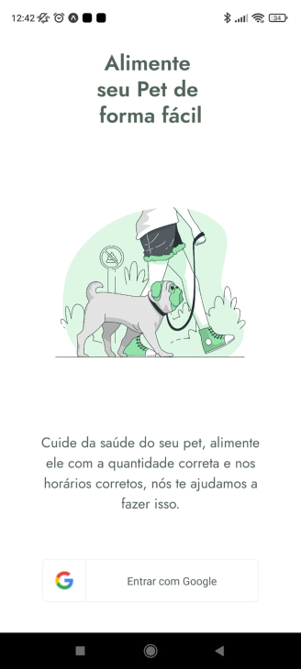 12:42
34
Alimente
seu Pet de
forma fácil
Cuide da saúde do seu pet, alimente
ele com a quantidade correta e nos
horários corretos, nós te ajudamos a
fazer isso.
Entrar com Google